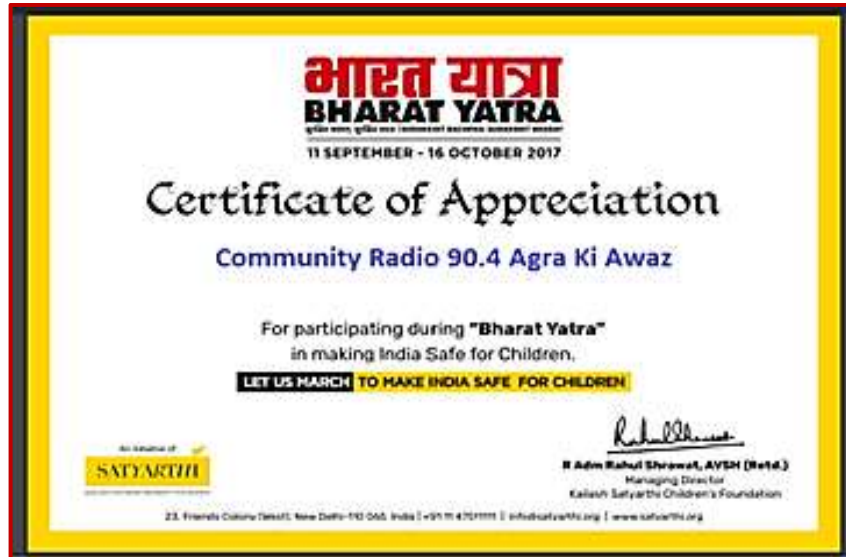 भारत यात्रा
BHARAT YATRA
11 SEPTEMBER - 16 OCTOBER 2017
Certificate of Appreciation
Community Radio 90.4 Agra Ki Awaz
For participating during "Bharat Yatra"
in making India Safe for Children.
LET US MARCH TO MAKE INDIA SAFE FOR CHILDREN
An initiative of
SATYARTHI
R Adm Rahul Shrawat, AVSM (Retd.)
Managing Director
Kailash Satyarthi Children's Foundation
23, Friends Colony (West), New Delhi-110 065, India | +91 11 47511111 | info@satyarthi.org | www.satyarthi.org